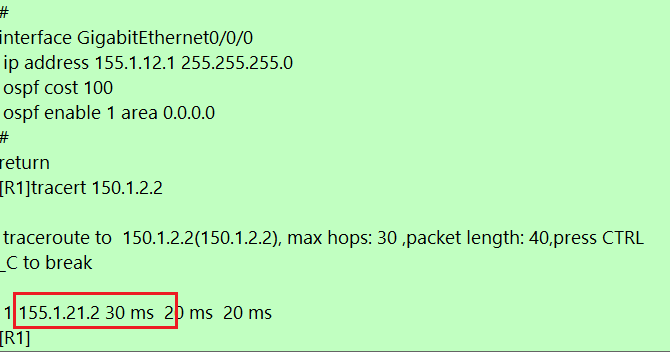 #
interface GigabitEthernet0/0/0
ip address 155.1.12.1 255.255.255.0
ospf cost 100
ospf enable 1 area 0.0.0.0
#
return
[R1]tracert 150.1.2.2
traceroute to  150.1.2.2(150.1.2.2), max hops: 30 ,packet length: 40,press CTRL
_C to break
1 155.1.21.2 30 ms  20 ms  20 ms
[R1]